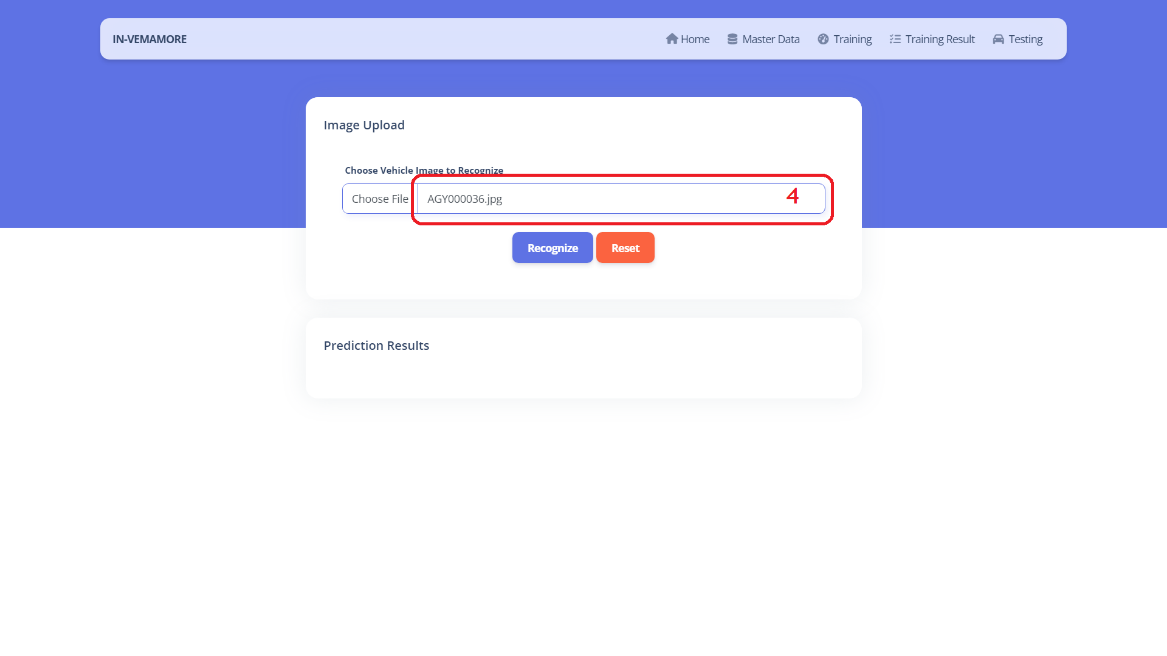 IN-VEMAMORE Home Master Data Training Training Result Testing
Image Upload
Choose Vehicle Image to Recognize
Choose File AGY000036.jpg 4
Recognize Reset
Prediction Results